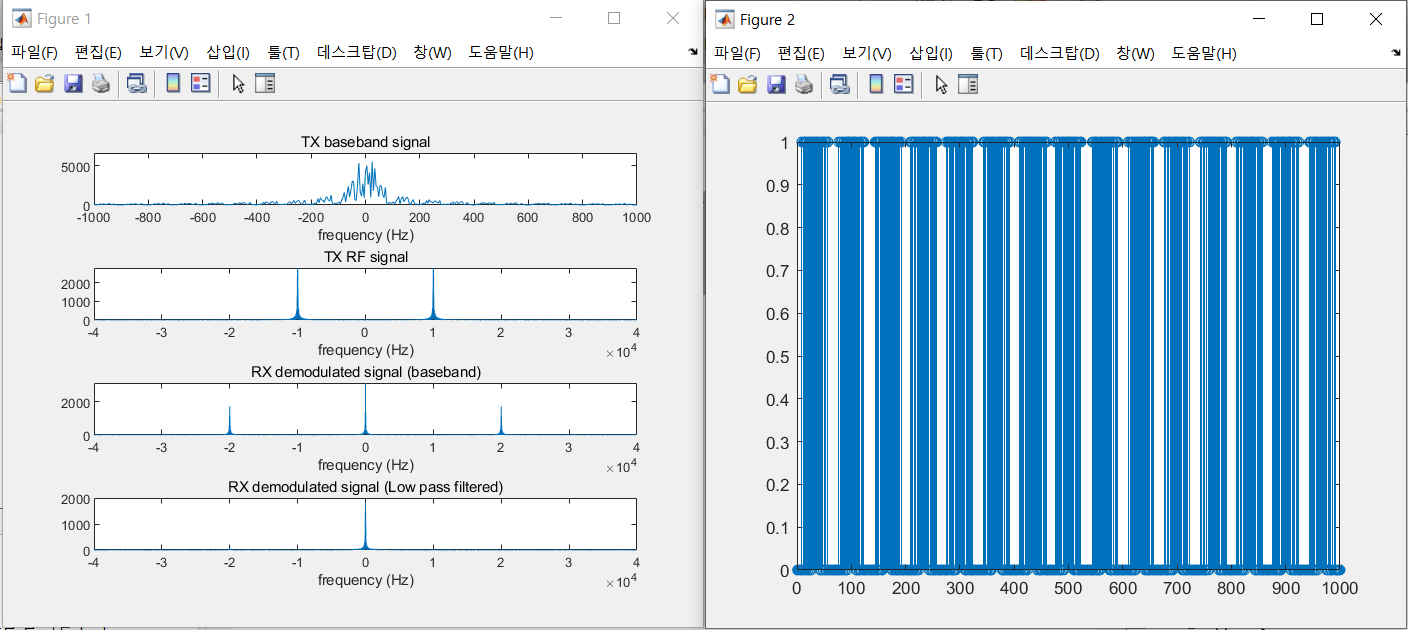 Figure 1
파일(F) 편집(E) 보기(V) 삽입(I) 툴(T) 데스크탑(D) 창(W) 도움말(H)
TX baseband signal
5000
0
-1000 -800 -600 -400 -200 0 200 400 600 800 1000
frequency (Hz)
TX RF signal
2000
1000
0
-4 -3 -2 -1 0 1 2 3 4
frequency (Hz)
×10^4
RX demodulated signal (baseband)
2000
0
-4 -3 -2 -1 0 1 2 3 4
frequency (Hz)
×10^4
RX demodulated signal (Low pass filtered)
2000
1000
0
-4 -3 -2 -1 0 1 2 3 4
frequency (Hz)
×10^4
Figure 2
파일(F) 편집(E) 보기(V) 삽입(I) 툴(T) 데스크탑(D) 창(W) 도움말(H)
1
0.9
0.8
0.7
0.6
0.5
0.4
0.3
0.2
0.1
0
0 100 200 300 400 500 600 700 800 900 1000